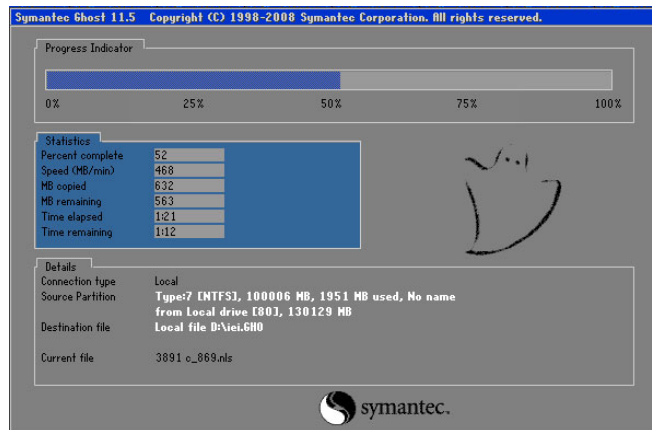 Symantec Ghost 11.5 Copyright (C) 1998-2008 Symantec Corporation. All rights reserved.
Progress Indicator
0% 25% 50% 75% 100%
Statistics
Percent complete 52
Speed (MB/min) 468
MB copied 632
MB remaining 563
Time elapsed 1:21
Time remaining 1:12
Details
Connection type Local
Source Partition Type:7 [NTFS], 100006 MB, 1951 MB used, No name
from Local drive [80], 130129 MB
Destination file Local file D:\iei.GHO
Current file 3891 c_869.nls
symantec.